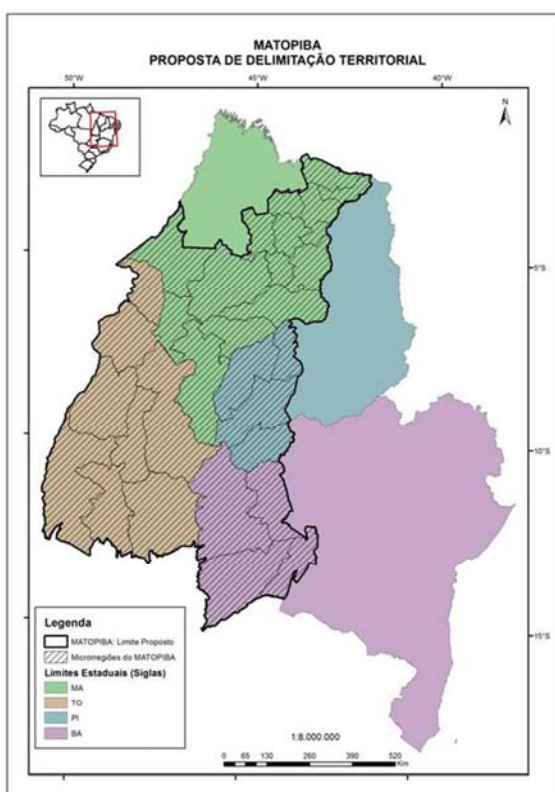 MATOPIBA
PROPOSTA DE DELIMITAÇÃO TERRITORIAL
50°W
45°W
40°W
N
5°S
10°S
15°S
Legenda
MATOPIBA: Limite Proposto
Microrregiões do MATOPIBA
Limites Estaduais (Siglas)
MA
TO
PI
BA
1:8.000.000
0 65 130 260 390 520
Km